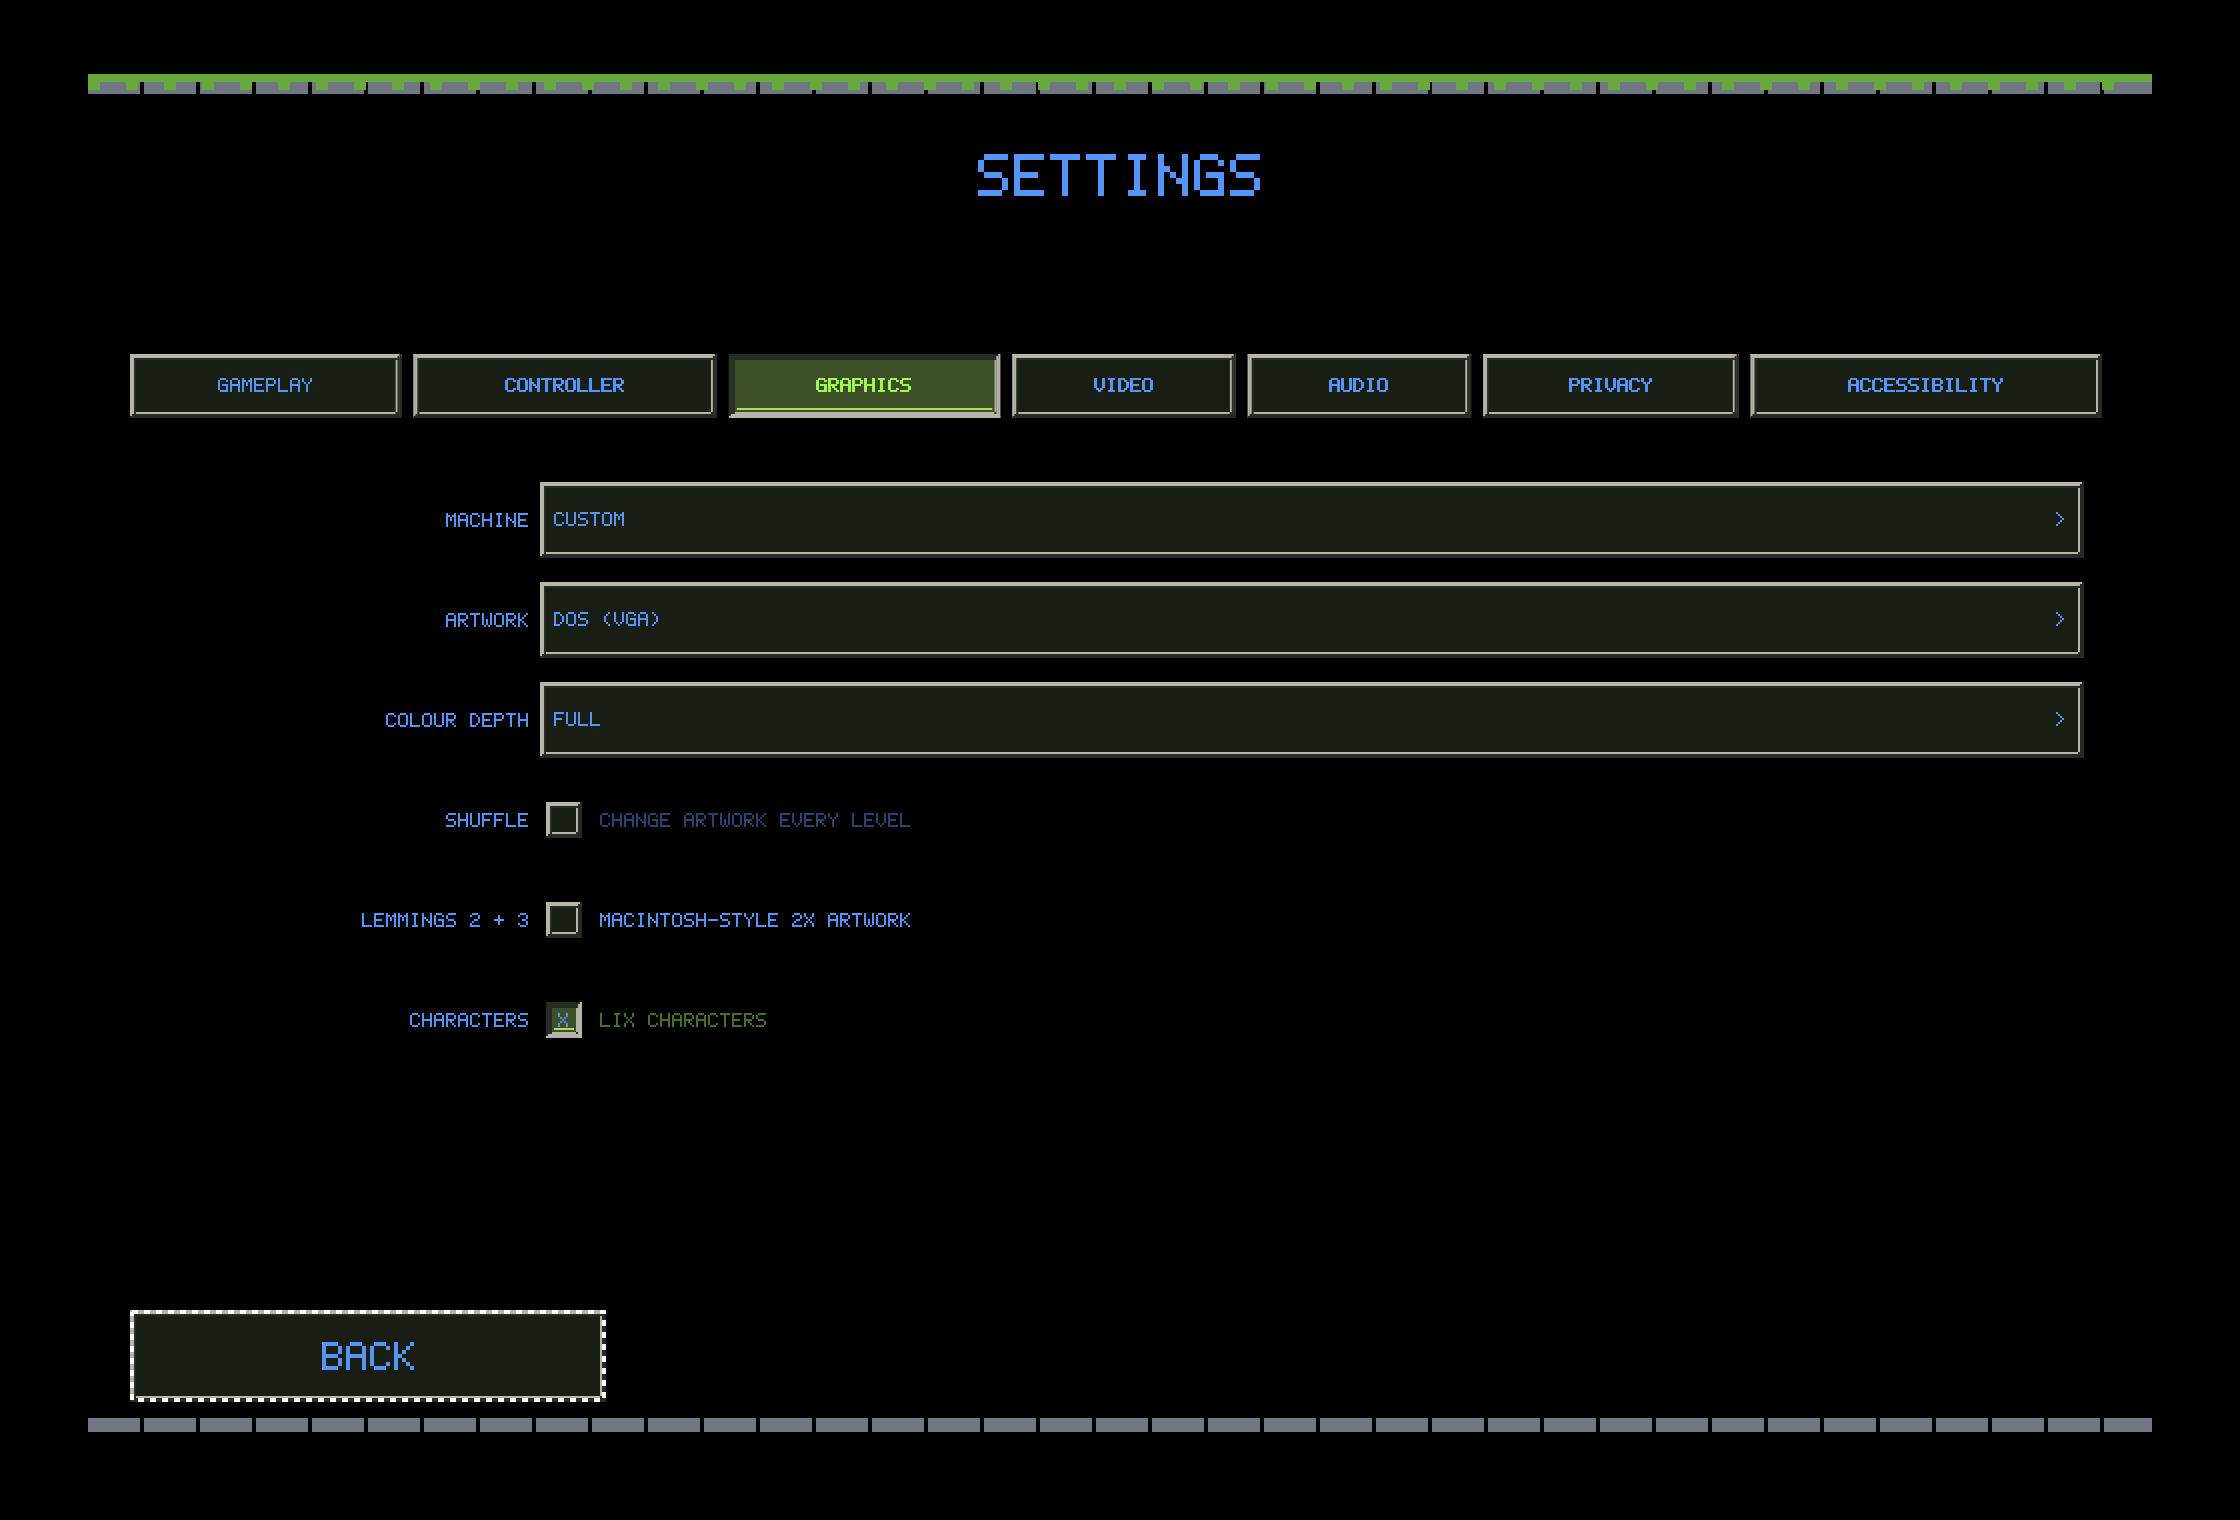 SETTINGS
GAMEPLAY CONTROLLER GRAPHICS VIDEO AUDIO PRIVACY ACCESSIBILITY
MACHINE CUSTOM >
ARTWORK DOS (VGA) >
COLOUR DEPTH FULL >
SHUFFLE CHANGE ARTWORK EVERY LEVEL
LEMMINGS 2 + 3 MACINTOSH-STYLE 2X ARTWORK
CHARACTERS X LIX CHARACTERS
BACK